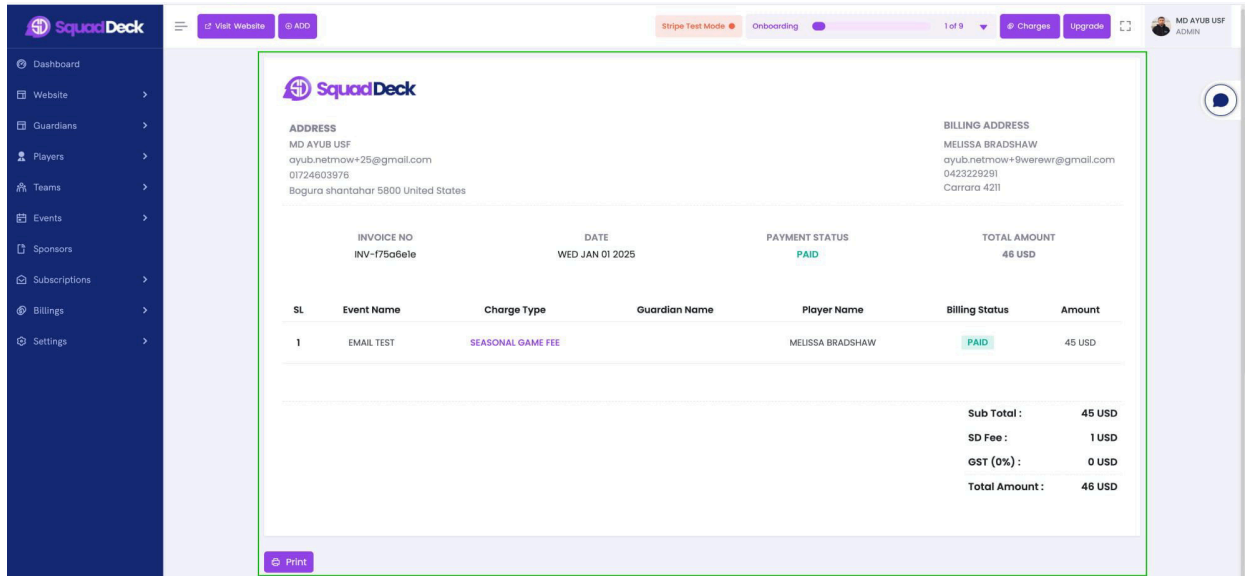 SquadDeck
Visit Website
ADD
Stripe Test Mode
Onboarding
1 of 9
Charges
Upgrade
MD AYUB USF
ADMIN
Dashboard
Website
Guardians
Players
Teams
Events
Sponsors
Subscriptions
Billings
Settings
SquadDeck
ADDRESS
MD AYUB USF
ayub.netmow+25@gmail.com
01724603976
Bogura shantahar 5800 United States
BILLING ADDRESS
MELISSA BRADSHAW
ayub.netmow+9werewr@gmail.com
0423229291
Carrara 4211
INVOICE NO DATE PAYMENT STATUS TOTAL AMOUNT
INV-f75a6e1e WED JAN 01 2025 PAID 46 USD
SL Event Name Charge Type Guardian Name Player Name Billing Status Amount
1 EMAIL TEST SEASONAL GAME FEE MELISSA BRADSHAW PAID 45 USD
Sub Total : 45 USD
SD Fee : 1 USD
GST (0%) : 0 USD
Total Amount : 46 USD
Print